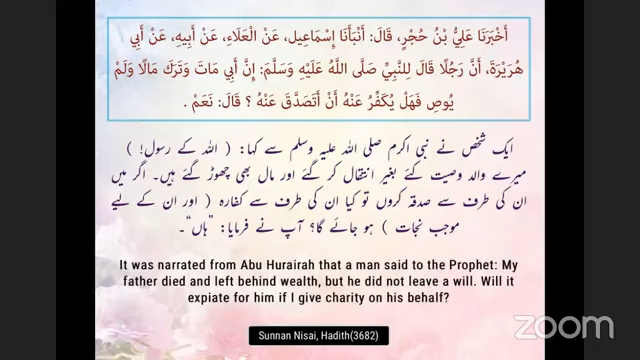 أَخْبَرَنَا عَلِيُّ بْنُ حُجْرٍ، قَالَ: أَنْبَأَنَا إِسْمَاعِيل، عَنْ الْعَلَاءِ، عَنْ أَبِيهِ، عَنْ أَبِي
هُرَيْرَةَ، أَنَّ رَجُلًا قَالَ لِلنَّبِيِّ صَلَّى اللَّهُ عَلَيْهِ وَسَلَّمَ: إِنَّ أَبِي مَاتَ وَتَرَكَ مَالًا وَلَمْ
يُوصِ فَهَلْ يُكَفِّرُ عَنْهُ أَنْ أَتَصَدَّقَ عَنْهُ ؟ قَالَ: نَعَمْ .
ایک شخص نے نبی اکرم صلی اللہ علیہ وسلم سے کہا: ( اللہ کے رسول! )
میرے والد وصیت کئے بغیر انتقال کر گئے اور مال بھی چھوڑ گئے ہیں۔ اگر میں
ان کی طرف سے صدقہ کروں تو کیا ان کی طرف سے کفارہ ( اور ان کے لیے
موجب نجات ) ہو جائے گا؟ آپ نے فرمایا: ”ہاں“۔
It was narrated from Abu Hurairah that a man said to the Prophet: My
father died and left behind wealth, but he did not leave a will. Will it
expiate for him if I give charity on his behalf?
Sunnan Nisai, Hadith(3682)
zoom